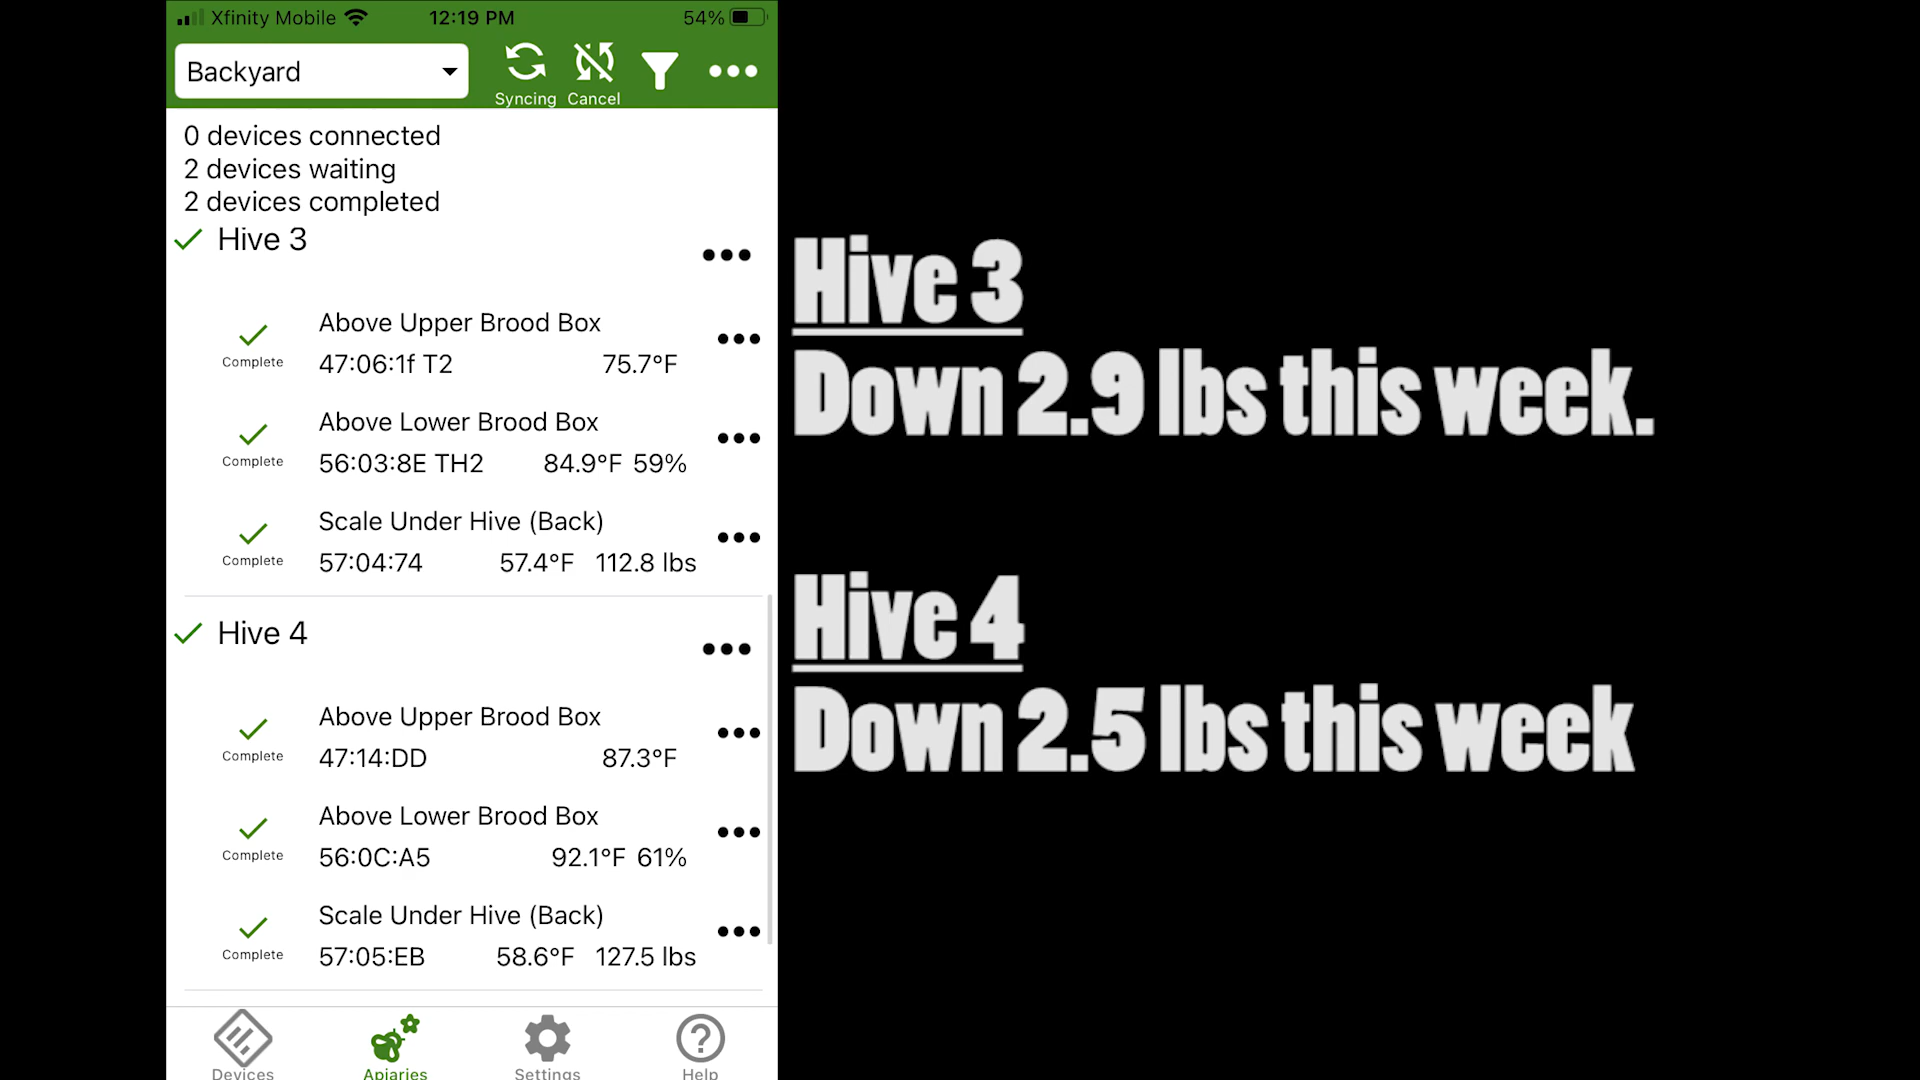 Xfinity Mobile 12:19 PM 54%
Backyard
Syncing Cancel
0 devices connected
2 devices waiting
2 devices completed
Hive 3
Above Upper Brood Box
Complete
47:06:1f T2 75.7°F
Above Lower Brood Box
Complete
56:03:8E TH2 84.9°F 59%
Scale Under Hive (Back)
Complete
57:04:74 57.4°F 112.8 lbs
Hive 4
Above Upper Brood Box
Complete
47:14:DD 87.3°F
Above Lower Brood Box
Complete
56:0C:A5 92.1°F 61%
Scale Under Hive (Back)
Complete
57:05:EB 58.6°F 127.5 lbs
Devices Apiaries Settings Help
Hive 3
Down 2.9 lbs this week.
Hive 4
Down 2.5 lbs this week